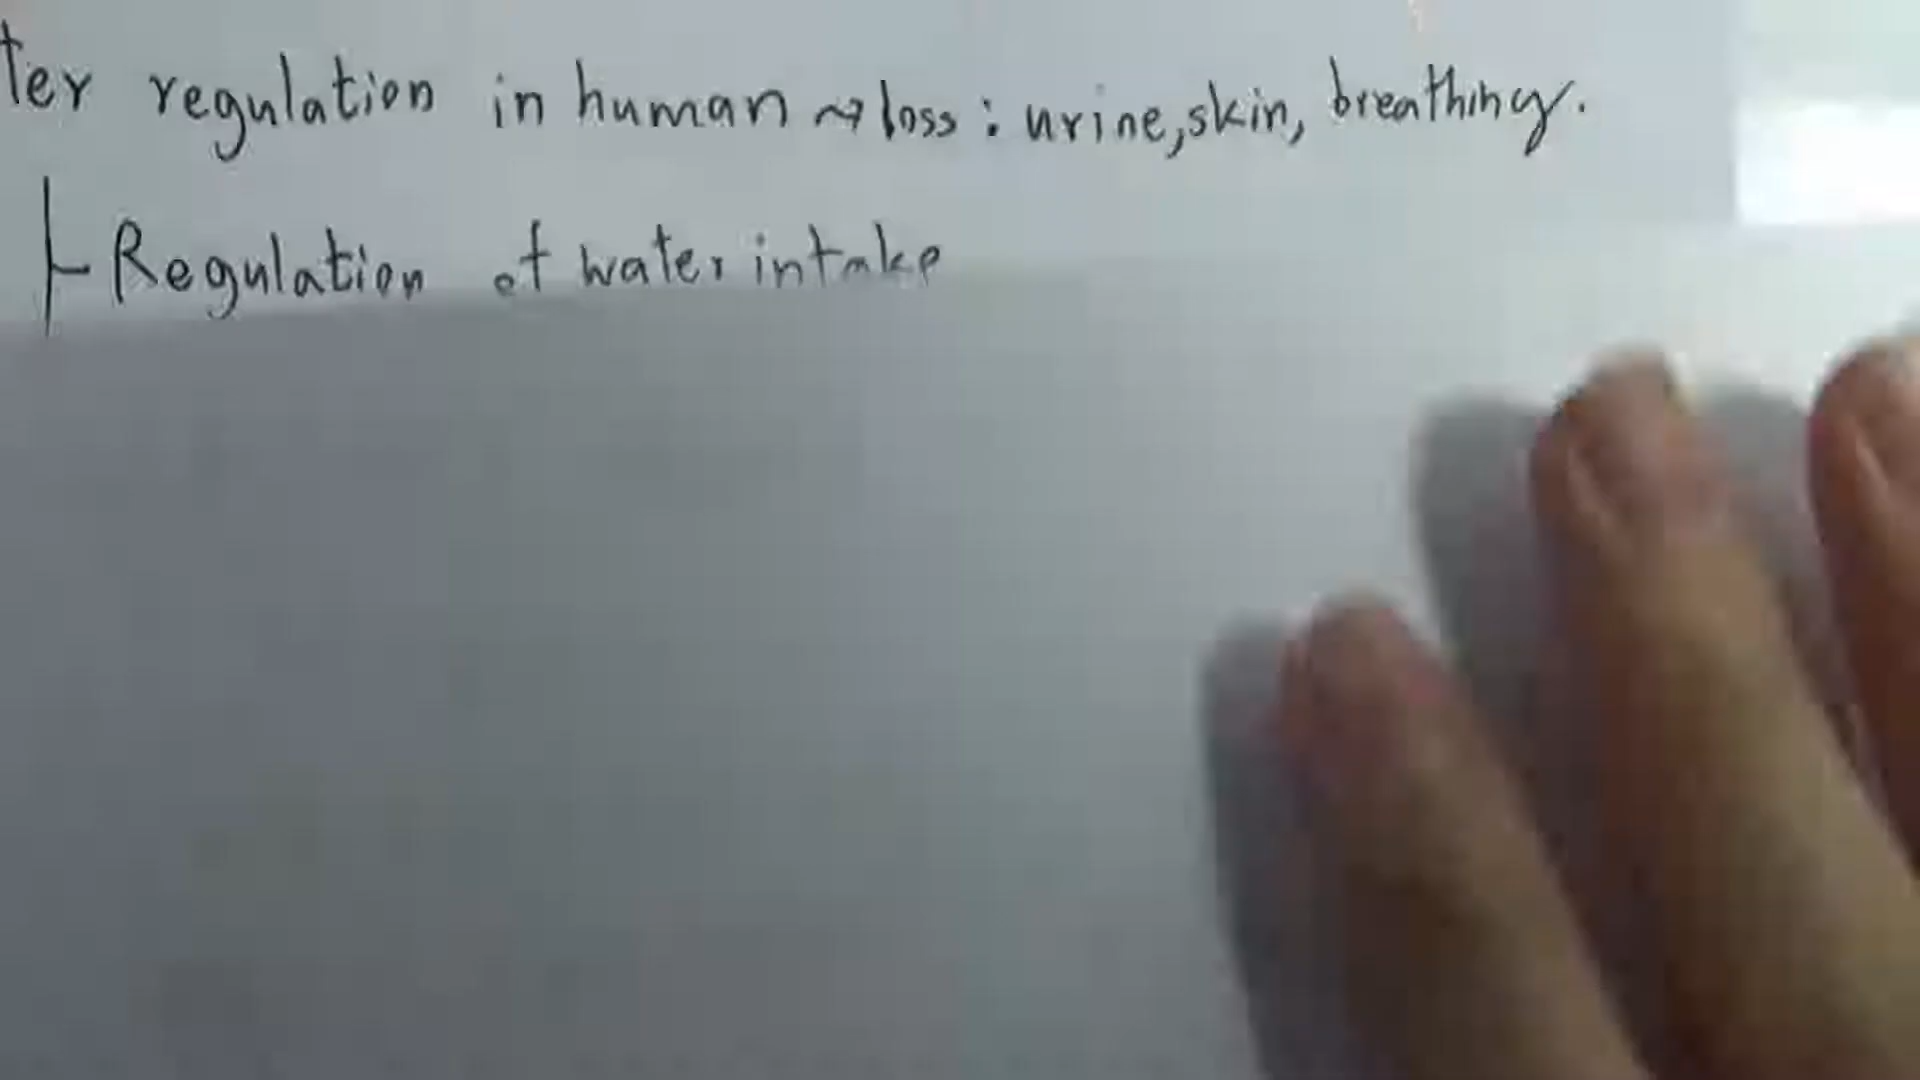 ter regulation in human ⇝ loss : urine, skin, breathing.
Regulation of water intake